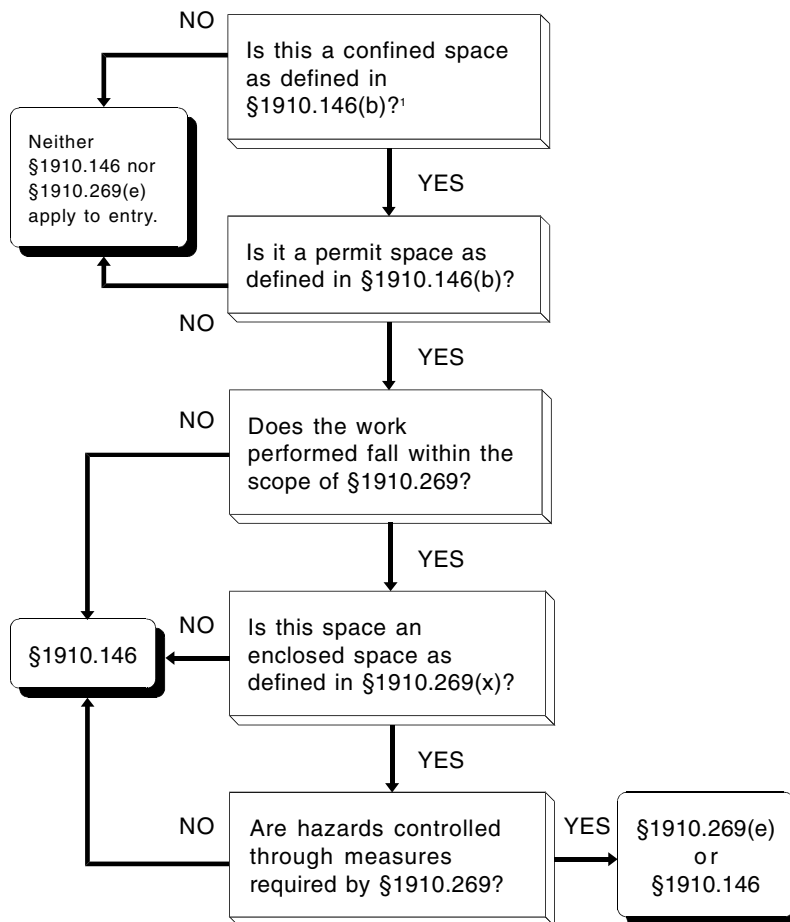 NO
Is this a confined space
as defined in
§1910.146(b)?¹
Neither
§1910.146 nor
§1910.269(e)
apply to entry.
YES
Is it a permit space as
defined in §1910.146(b)?
NO
YES
NO
Does the work
performed fall within the
scope of §1910.269?
YES
§1910.146
NO
Is this space an
enclosed space as
defined in §1910.269(x)?
YES
NO
Are hazards controlled
through measures
required by §1910.269?
YES
§1910.269(e)
or
§1910.146